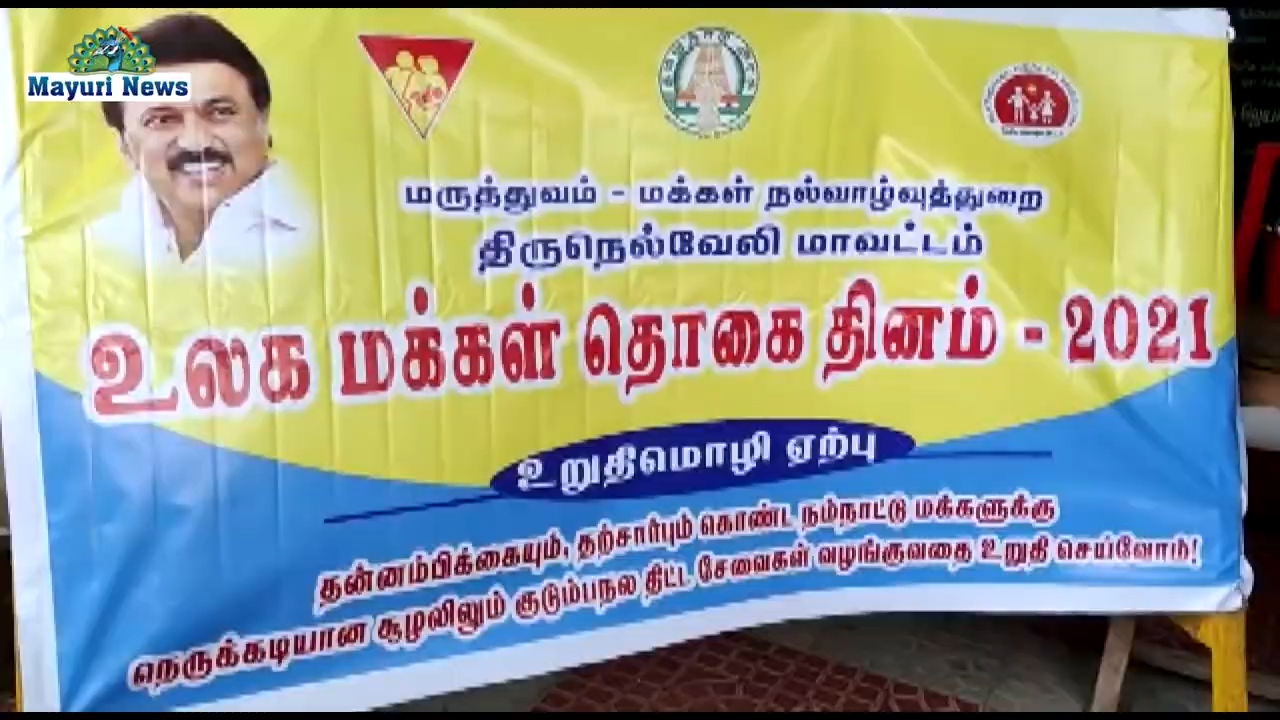 Mayuri News
மருத்துவம் - மக்கள் நல்வாழ்வுத்துறை
திருநெல்வேலி மாவட்டம்
உலக மக்கள் தொகை தினம் - 2021
உறுதிமொழி ஏற்பு
தன்னம்பிக்கையும், தற்சார்பும் கொண்ட நம்நாட்டு மக்களுக்கு
நெருக்கடியான சூழலிலும் குடும்பநல திட்ட சேவைகள் வழங்குவதை உறுதி செய்வோம்!